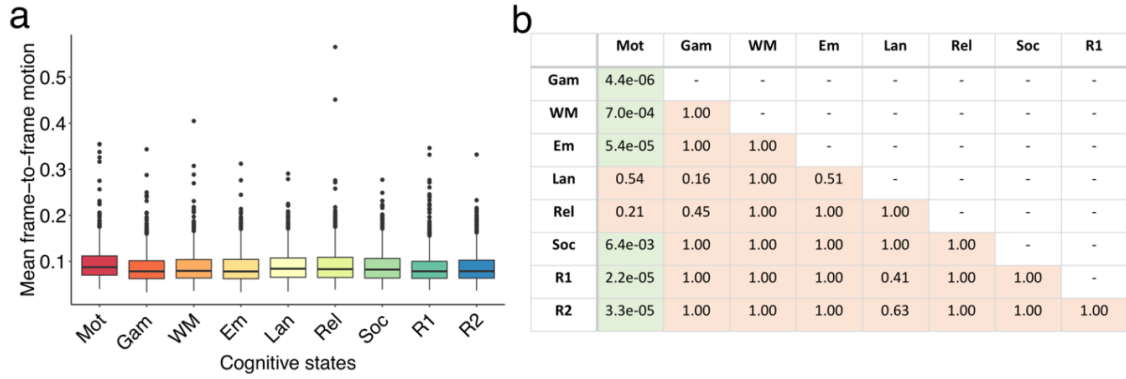 a
Mean frame-to-frame motion
0.5
0.4
0.3
0.2
0.1
Mot Gam WM Em Lan Rel Soc R1 R2
Cognitive states
b
Mot Gam WM Em Lan Rel Soc R1
Gam 4.4e-06 - - - - - - -
WM 7.0e-04 1.00 - - - - - -
Em 5.4e-05 1.00 1.00 - - - - -
Lan 0.54 0.16 1.00 0.51 - - - -
Rel 0.21 0.45 1.00 1.00 1.00 - - -
Soc 6.4e-03 1.00 1.00 1.00 1.00 1.00 - -
R1 2.2e-05 1.00 1.00 1.00 0.41 1.00 1.00 -
R2 3.3e-05 1.00 1.00 1.00 0.63 1.00 1.00 1.00